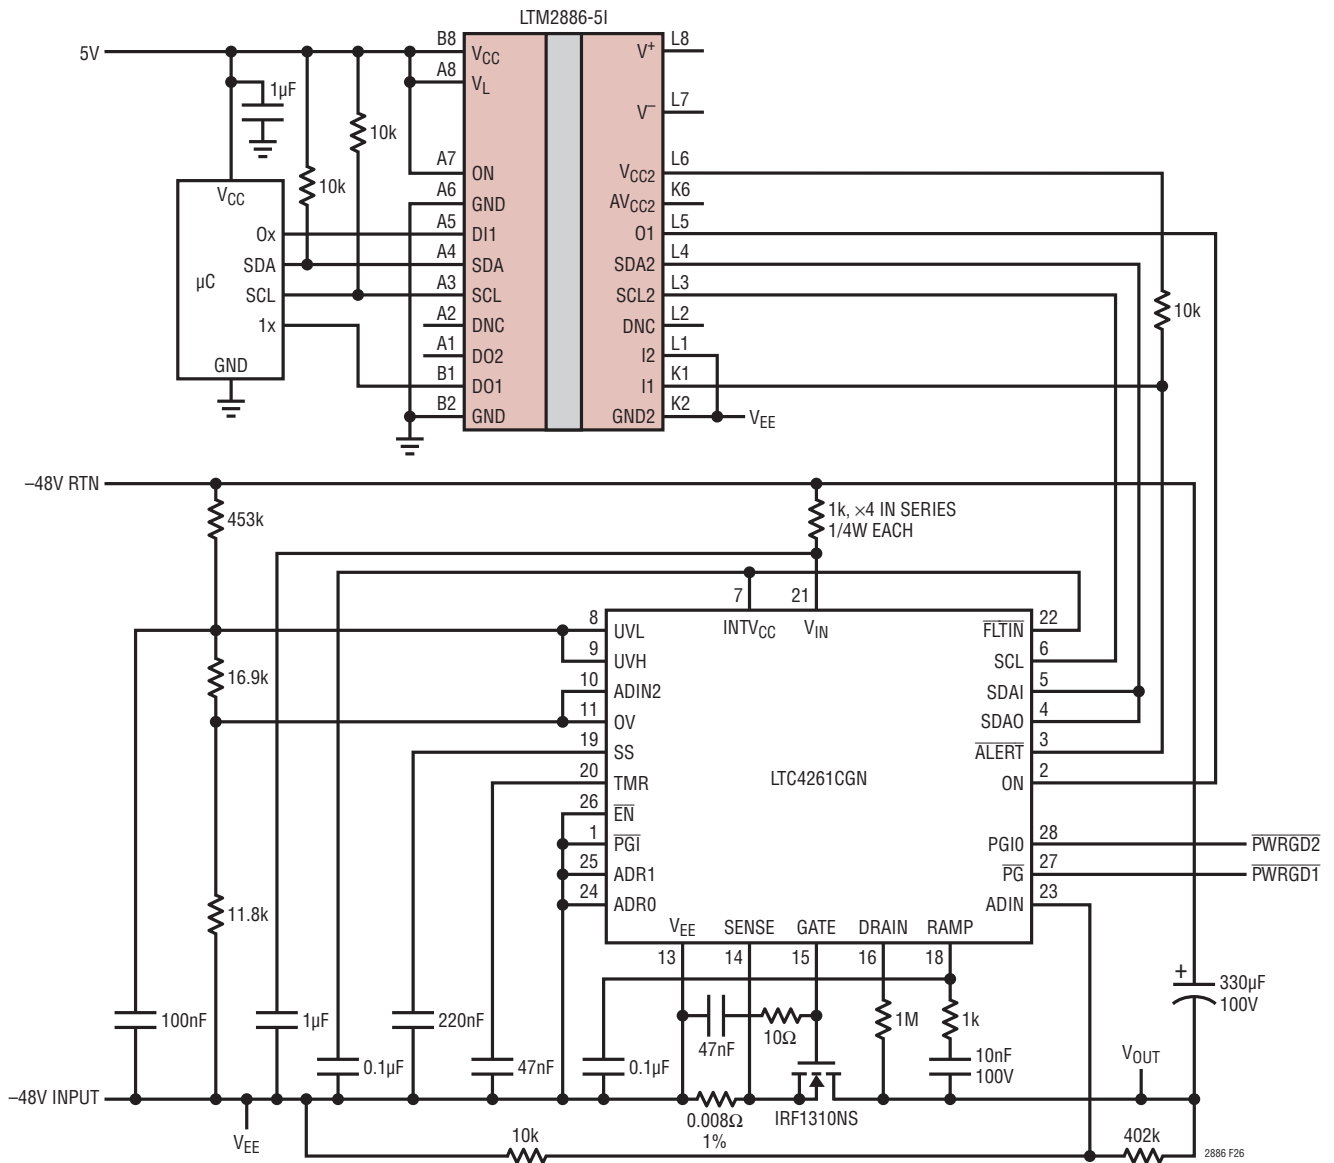 LTM2886-5I
5V
B8
VCC
A8
VL
A7
ON
A6
GND
A5
DI1
A4
SDA
A3
SCL
A2
DNC
A1
DO2
B1
DO1
B2
GND
V+
L8
V−
L7
VCC2
L6
AVCC2
K6
O1
L5
SDA2
L4
SCL2
L3
DNC
L2
I2
L1
I1
K1
GND2
K2
VEE
1µF
10k
10k
VCC
0x
SDA
µC
SCL
1x
GND
10k
–48V RTN
453k
1k, ×4 IN SERIES
1/4W EACH
7
21
INTVCC
VIN
8
UVL
9
UVH
10
ADIN2
11
OV
19
SS
20
TMR
26
EN
1
PGI
25
ADR1
24
ADR0
LTC4261CGN
FLTIN
22
SCL
6
SDAI
5
SDAO
4
ALERT
3
ON
2
PGI0
28
PWRGD2
PG
27
PWRGD1
ADIN
23
VEE
SENSE
GATE
DRAIN
RAMP
13
14
15
16
18
16.9k
11.8k
100nF
1µF
0.1µF
220nF
47nF
0.1µF
47nF
10Ω
1M
1k
10nF
100V
+
330µF
100V
VOUT
–48V INPUT
VEE
0.008Ω
1%
IRF1310NS
10k
402k
2886 F26